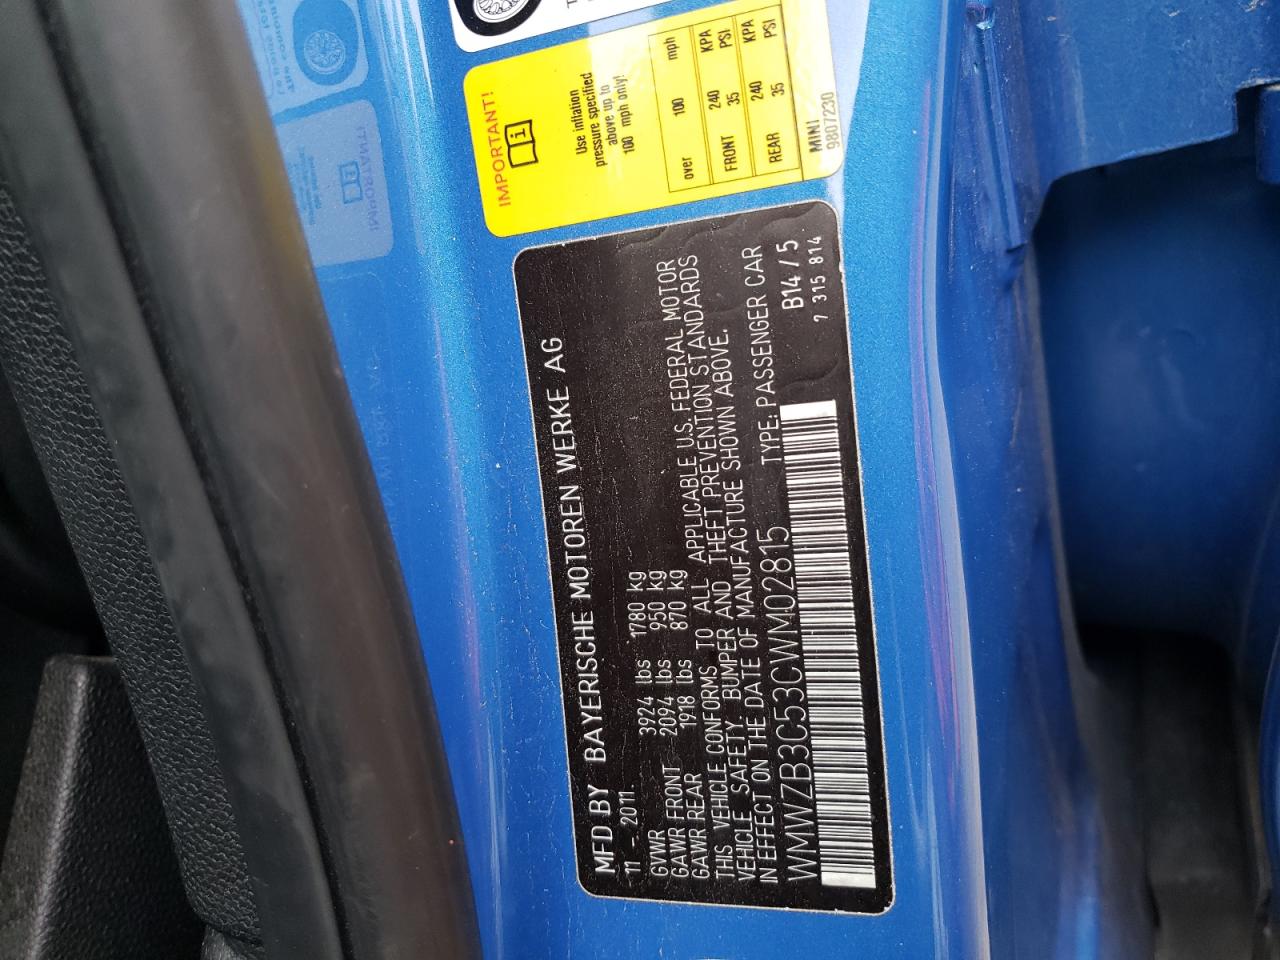 IMPORTANT!
Use inflation
pressure specified
above up to
100 mph only!
over 100 mph
FRONT 240 KPA
35 PSI
REAR 240 KPA
35 PSI
MINI
9807230
MFD BY BAYERISCHE MOTOREN WERKE AG
11 - 2011
GVWR 3924 lbs 1780 kg
GAWR FRONT 2094 lbs 950 kg
GAWR REAR 1918 lbs 870 kg
THIS VEHICLE CONFORMS TO ALL APPLICABLE U.S. FEDERAL MOTOR
VEHICLE SAFETY, BUMPER AND THEFT PREVENTION STANDARDS
IN EFFECT ON THE DATE OF MANUFACTURE SHOWN ABOVE.
WMWZB3C53CWM02815 TYPE: PASSENGER CAR
B14 / 5
7 315 814